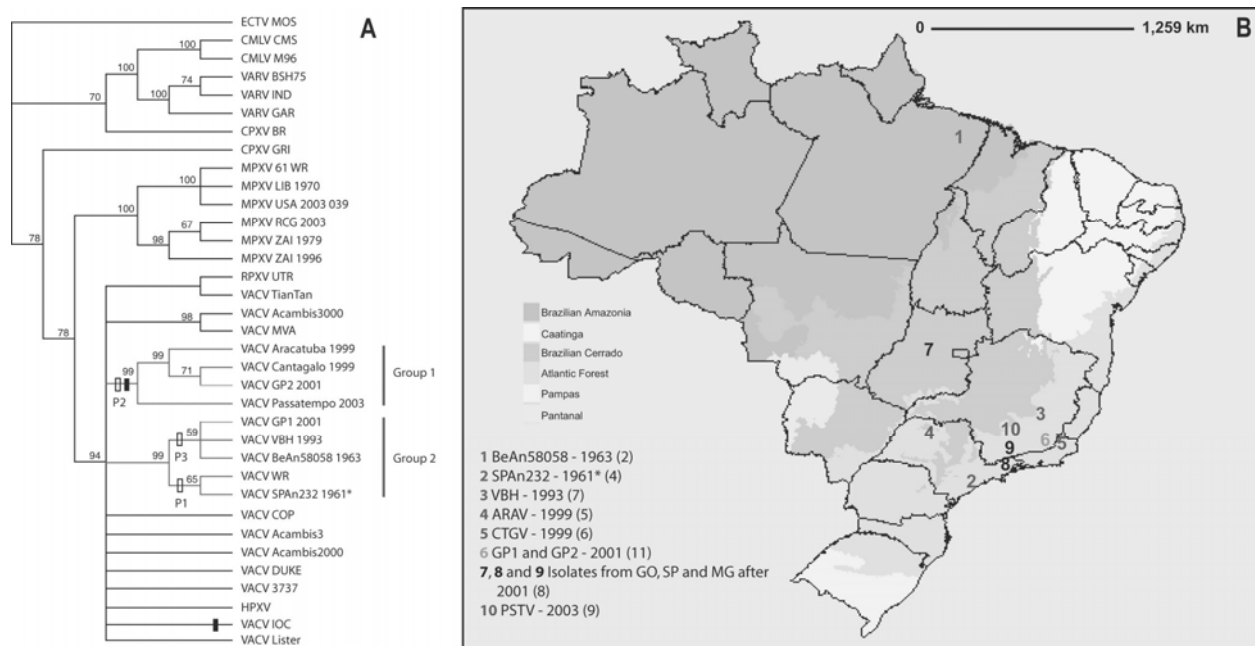 A
ECTV MOS
CMLV CMS
100
CMLV M96
100
VARV BSH75
74
VARV IND
100
70
VARV GAR
CPXV BR
CPXV GRI
MPXV 61 WR
100
MPXV LIB 1970
MPXV USA 2003 039
100
MPXV RCG 2003
67
MPXV ZAI 1979
98
78
MPXV ZAI 1996
RPXV UTR
VACV TianTan
VACV Acambis3000
98
78
VACV MVA
VACV Aracatuba 1999
99
VACV Cantagalo 1999
71
99
Group 1
VACV GP2 2001
P2
VACV Passatempo 2003
VACV GP1 2001
59
VACV VBH 1993
P3
99
Group 2
VACV BeAn58058 1963
94
VACV WR
65
P1
VACV SPAn232 1961*
VACV COP
VACV Acambis3
VACV Acambis2000
VACV DUKE
VACV 3737
HPXV
VACV IOC
VACV Lister
B
0
1,259 km
1
7
3
10
4
6
5
9
8
2
Brazilian Amazonia
Caatinga
Brazilian Cerrado
Atlantic Forest
Pampas
Pantanal
1 BeAn58058 - 1963 (2)
2 SPAn232 - 1961* (4)
3 VBH - 1993 (7)
4 ARAV - 1999 (5)
5 CTGV - 1999 (6)
6 GP1 and GP2 - 2001 (11)
7, 8 and 9 Isolates from GO, SP and MG after
2001 (8)
10 PSTV - 2003 (9)